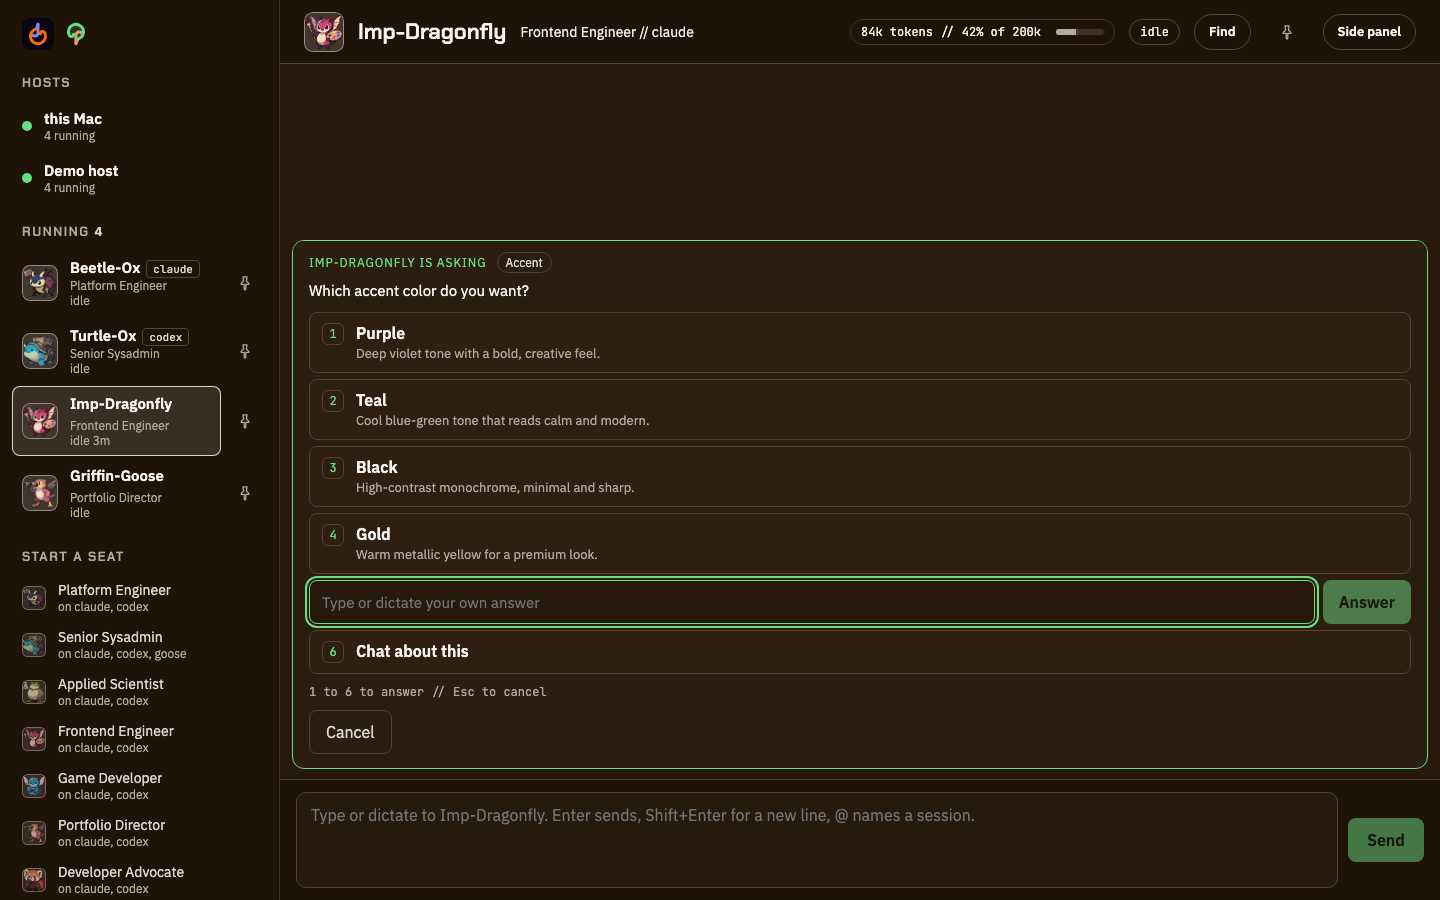 HOSTS
this Mac
4 running
Demo host
4 running
RUNNING 4
Beetle-Ox claude
Platform Engineer
idle
Turtle-Ox codex
Senior Sysadmin
idle
Imp-Dragonfly
Frontend Engineer
idle 3m
Griffin-Goose
Portfolio Director
idle
START A SEAT
Platform Engineer
on claude, codex
Senior Sysadmin
on claude, codex, goose
Applied Scientist
on claude, codex
Frontend Engineer
on claude, codex
Game Developer
on claude, codex
Portfolio Director
on claude, codex
Developer Advocate
on claude, codex
Imp-Dragonfly Frontend Engineer // claude 84k tokens // 42% of 200k idle Find Side panel
IMP-DRAGONFLY IS ASKING Accent
Which accent color do you want?
1 Purple
Deep violet tone with a bold, creative feel.
2 Teal
Cool blue-green tone that reads calm and modern.
3 Black
High-contrast monochrome, minimal and sharp.
4 Gold
Warm metallic yellow for a premium look.
Type or dictate your own answer Answer
6 Chat about this
1 to 6 to answer // Esc to cancel
Cancel
Type or dictate to Imp-Dragonfly. Enter sends, Shift+Enter for a new line, @ names a session.
Send